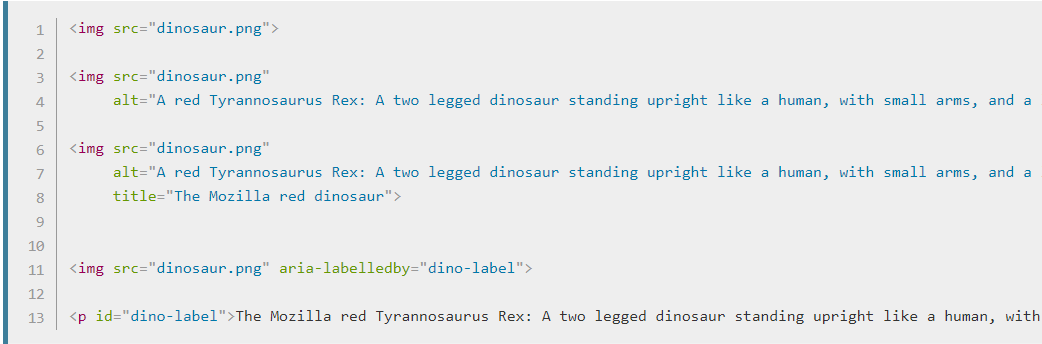 1 <img src="dinosaur.png">
2
3 <img src="dinosaur.png"
4 alt="A red Tyrannosaurus Rex: A two legged dinosaur standing upright like a human, with small arms, and a
5
6 <img src="dinosaur.png"
7 alt="A red Tyrannosaurus Rex: A two legged dinosaur standing upright like a human, with small arms, and a
8 title="The Mozilla red dinosaur">
9
10
11 <img src="dinosaur.png" aria-labelledby="dino-label">
12
13 <p id="dino-label">The Mozilla red Tyrannosaurus Rex: A two legged dinosaur standing upright like a human, with